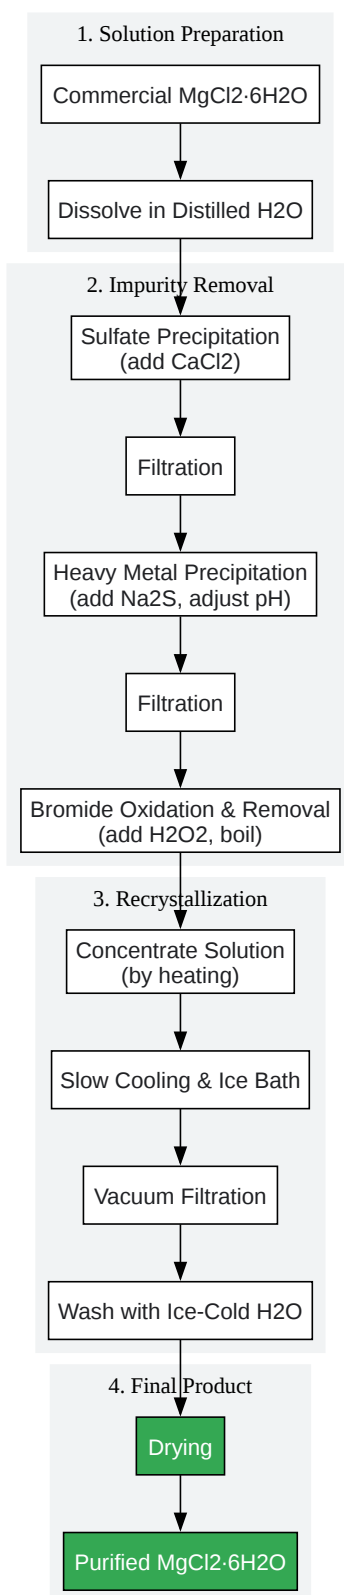 1. Solution Preparation
Commercial MgCl2·6H2O
Dissolve in Distilled H2O
2. Impurity Removal
Sulfate Precipitation
(add CaCl2)
Filtration
Heavy Metal Precipitation
(add Na2S, adjust pH)
Filtration
Bromide Oxidation & Removal
(add H2O2, boil)
3. Recrystallization
Concentrate Solution
(by heating)
Slow Cooling & Ice Bath
Vacuum Filtration
Wash with Ice-Cold H2O
4. Final Product
Drying
Purified MgCl2·6H2O